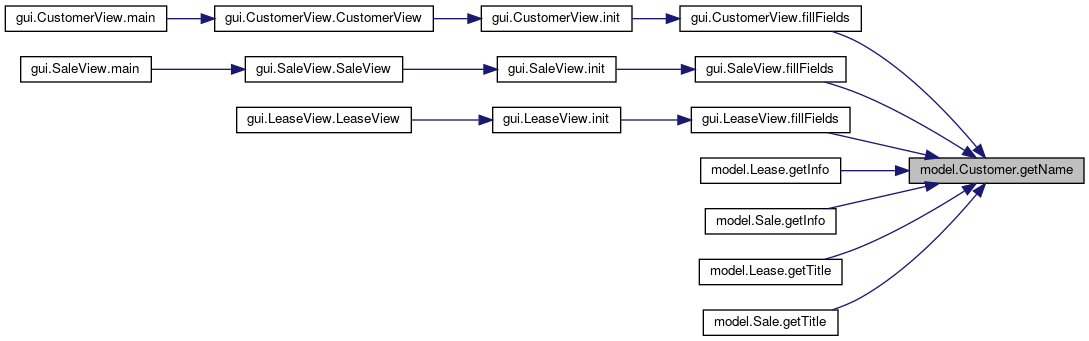 gui.CustomerView.main
gui.CustomerView.CustomerView
gui.CustomerView.init
gui.CustomerView.fillFields
gui.SaleView.main
gui.SaleView.SaleView
gui.SaleView.init
gui.SaleView.fillFields
gui.LeaseView.LeaseView
gui.LeaseView.init
gui.LeaseView.fillFields
model.Lease.getInfo
model.Customer.getName
model.Sale.getInfo
model.Lease.getTitle
model.Sale.getTitle